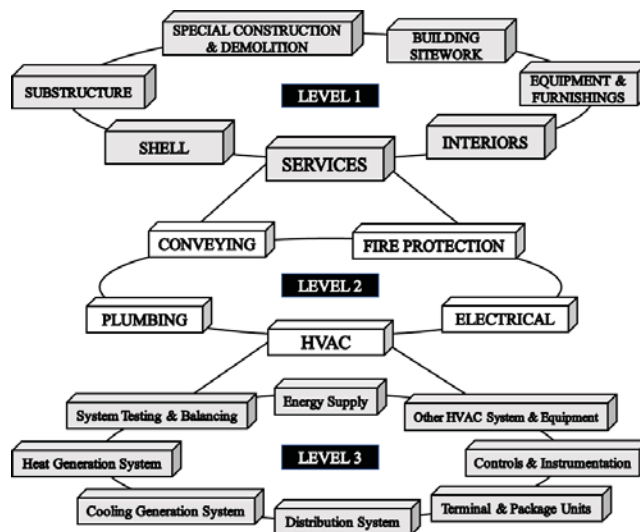 SPECIAL CONSTRUCTION
& DEMOLITION
BUILDING
SITEWORK
SUBSTRUCTURE
LEVEL 1
EQUIPMENT &
FURNISHINGS
SHELL
SERVICES
INTERIORS
CONVEYING
FIRE PROTECTION
LEVEL 2
PLUMBING
HVAC
ELECTRICAL
System Testing & Balancing
Energy Supply
Other HVAC System & Equipment
Heat Generation System
LEVEL 3
Controls & Instrumentation
Cooling Generation System
Distribution System
Terminal & Package Units